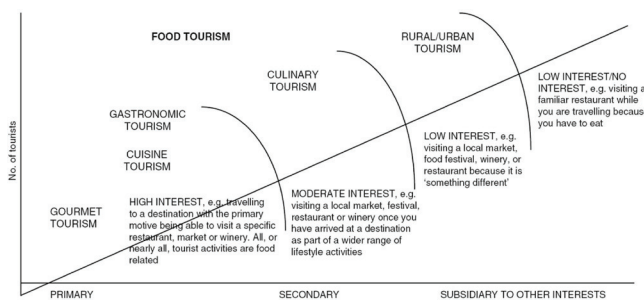 FOOD TOURISM
RURAL/URBAN
TOURISM
CULINARY
TOURISM
LOW INTEREST/NO
INTEREST, e.g. visiting a
familiar restaurant while
you are travelling because
you have to eat
GASTRONOMIC
TOURISM
CUISINE
TOURISM
LOW INTEREST, e.g.
visiting a local market,
food festival, winery, or
restaurant because it is
‘something different’
No. of tourists
GOURMET
TOURISM
HIGH INTEREST, e.g. travelling
to a destination with the primary
motive being able to visit a specific
restaurant, market or winery. All, or
nearly all, tourist activities are food
related
MODERATE INTEREST, e.g.
visiting a local market, festival,
restaurant or winery once you
have arrived at a destination
as part of a wider range of
lifestyle activities
PRIMARY
SECONDARY
SUBSIDIARY TO OTHER INTERESTS